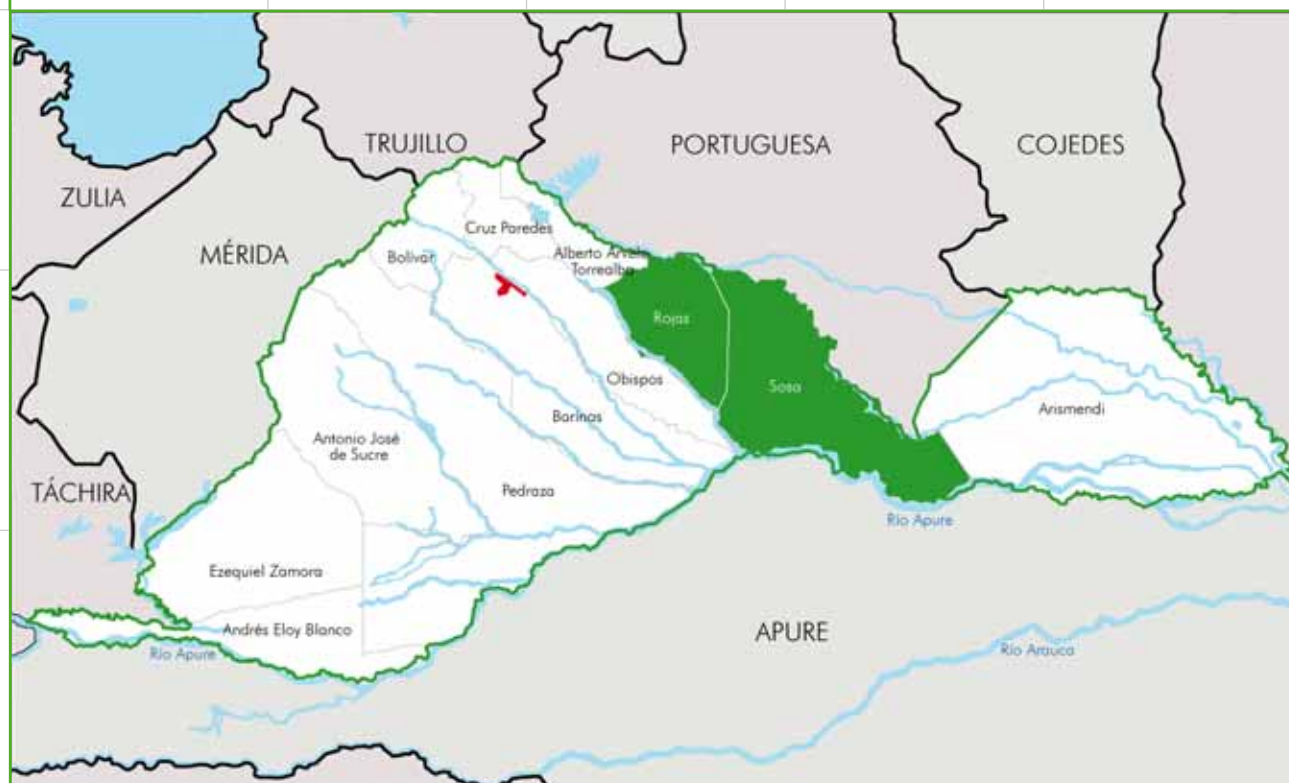 TRUJILLO
PORTUGUESA
COJEDES
ZULIA
MÉRIDA
Cruz Paredes
Bolívar
Alberto Arvelo
Torrealba
Rojas
Obispos
Sosa
Barinas
Arismendi
Antonio José
de Sucre
TÁCHIRA
Pedraza
Río Apure
Ezequiel Zamora
Andrés Eloy Blanco
APURE
Río Apure
Río Arauca